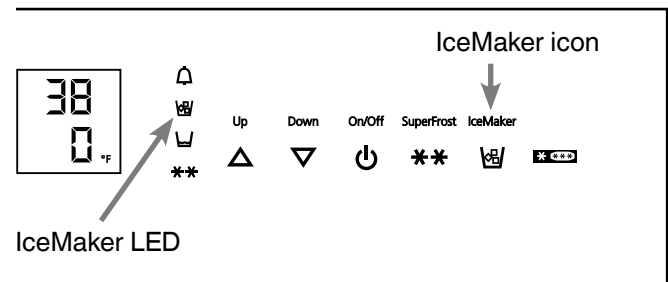 IceMaker icon
38
0 °F
Up Down On/Off SuperFrost IceMaker
IceMaker LED